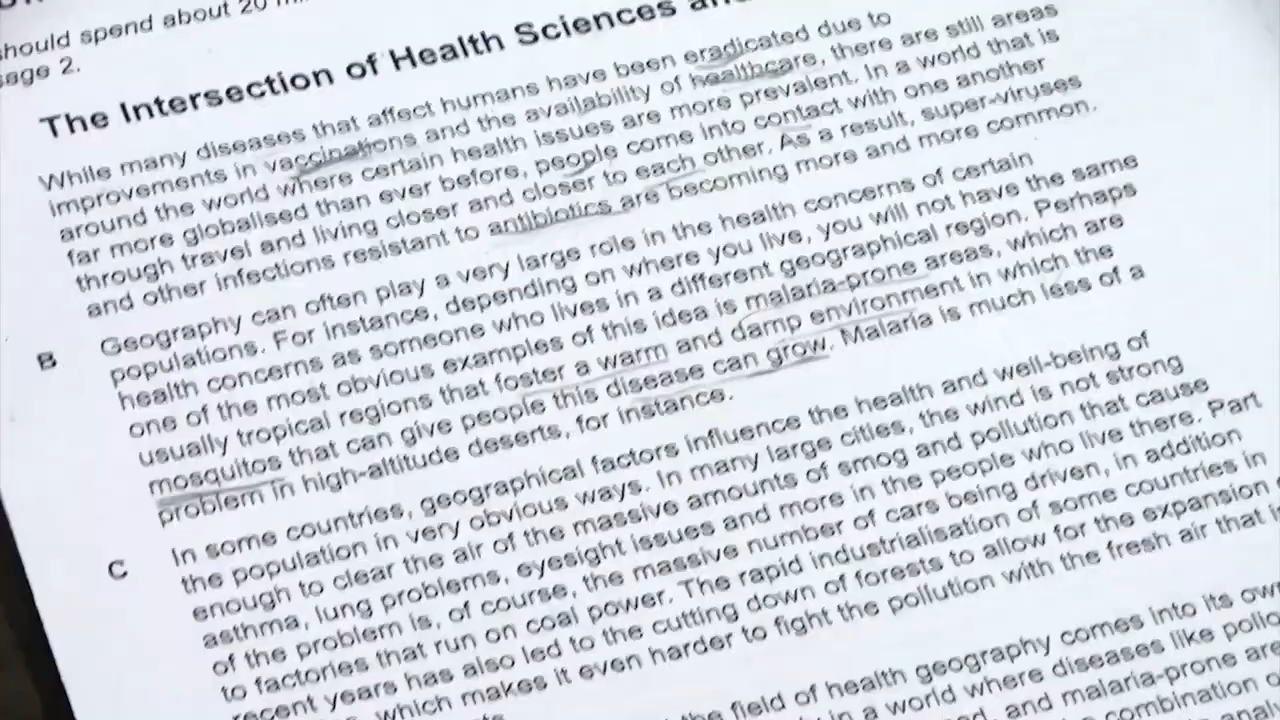 should spend about 20
2.
The Intersection of Health Sciences
While many diseases that affect humans have been eradicated due to
improvements in vaccinations and the availability of healthcare, there are still areas
around the world where certain health issues are more prevalent. In a world that is
far more globalised than ever before, people come into contact with one another
through travel and living closer and closer to each other. As a result, super-viruses
and other infections resistant to antibiotics are becoming more and more common.
B Geography can often play a very large role in the health concerns of certain
populations. For instance, depending on where you live, you will not have the same
health concerns as someone who lives in a different geographical region. Perhaps
one of the most obvious examples of this idea is malaria-prone areas, which are
usually tropical regions that foster a warm and damp environment in which the
mosquitos that can give people this disease can grow. Malaria is much less of a
problem in high-altitude deserts, for instance.
C In some countries, geographical factors influence the health and well-being of
the population in very obvious ways. In many large cities, the wind is not strong
enough to clear the air of the massive amounts of smog and pollution that cause
asthma, lung problems, eyesight issues and more in the people who live there. Part
of the problem is, of course, the massive number of cars being driven, in addition
to factories that run on coal power. The rapid industrialisation of some countries in
recent years has also led to the cutting down of forests to allow for the expansion
which makes it even harder to fight the pollution with the fresh air that
the field of health geography comes into its own
in a world where diseases like
and malaria-prone
combination